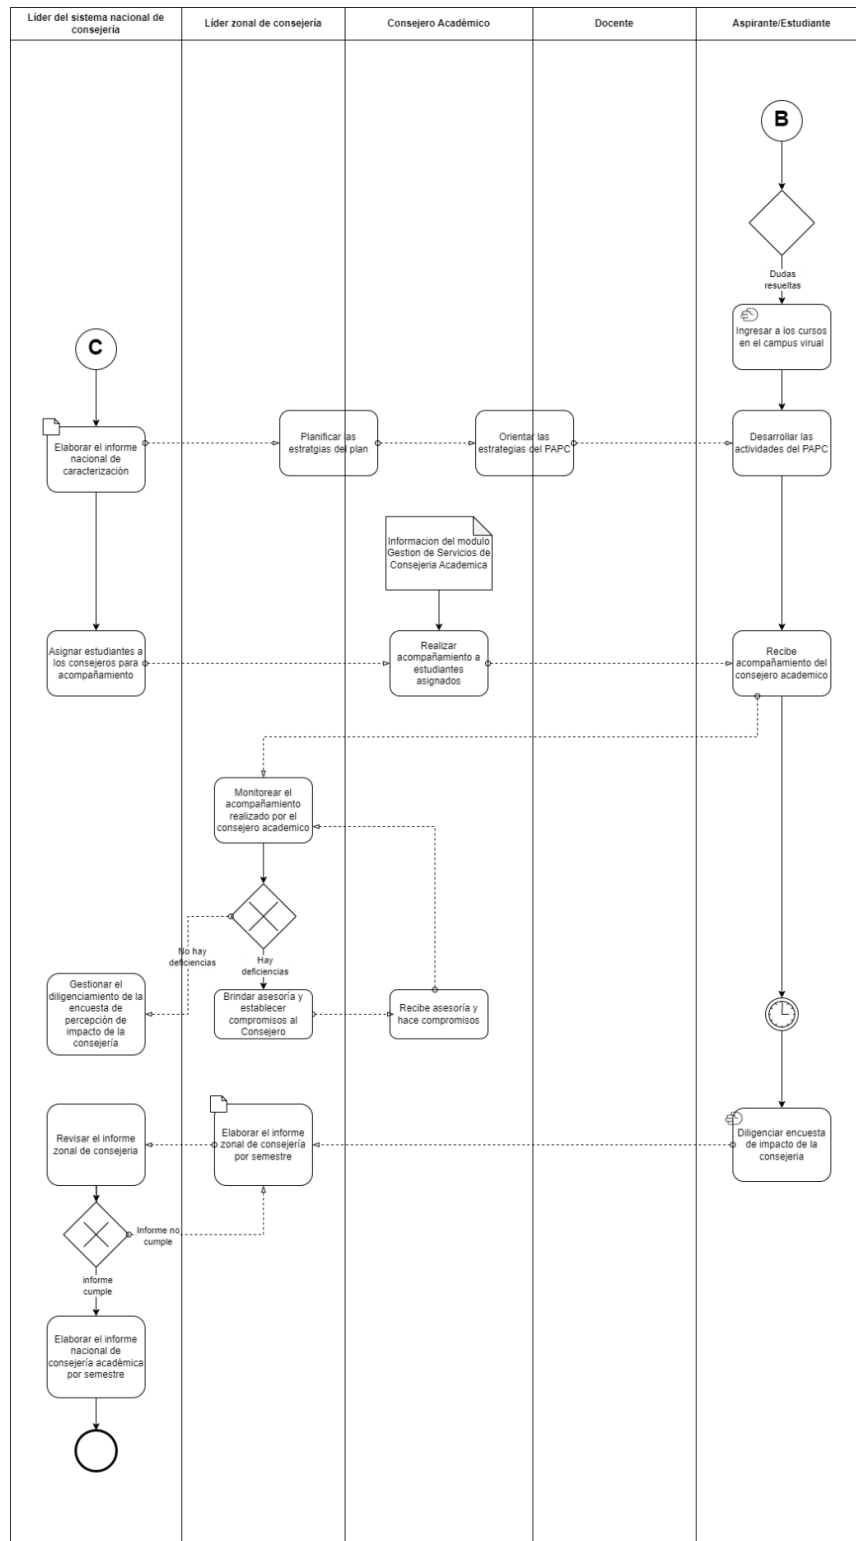 Líder del sistema nacional de
consejería
Líder zonal de consejería
Consejero Académico
Docente
Aspirante/Estudiante
B
Dudas
resueltas
Ingresar a los cursos
en el campus virual
C
Elaborar el informe
nacional de
caracterización
Planificar las
estratgias del plan
Orientar las
estrategias del PAPC
Desarrollar las
actividades del PAPC
Informacion del modulo
Gestion de Servicios de
Consejeria Academica
Asignar estudiantes a
los consejeros para
acompañamiento
Realizar
acompañamiento a
estudiantes
asignados
Recibe
acompañamiento del
consejero academico
Monitorear el
acompañamiento
realizado por el
consejero academico
No hay
deficiencias
Hay
deficiencias
Gestionar el
diligenciamiento de la
encuesta de
percepción de
impacto de la
consejería
Brindar asesoría y
establecer
compromisos al
Consejero
Recibe asesoría y
hace compromisos
Revisar el informe
zonal de consejeria
Elaborar el informe
zonal de consejería
por semestre
Diligenciar encuesta
de impacto de la
consejeria
Informe no
cumple
informe
cumple
Elaborar el informe
nacional de
consejería académica
por semestre